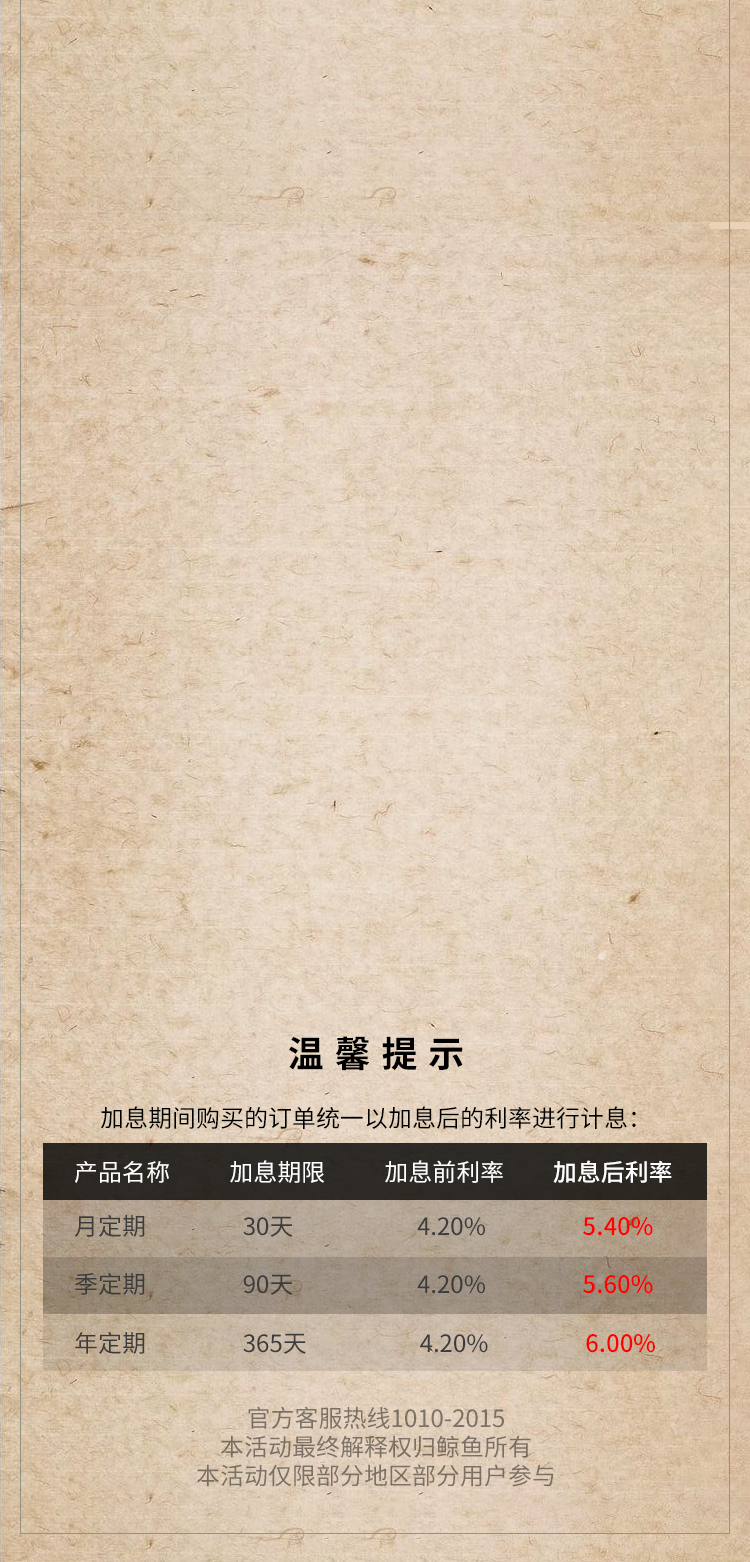 温馨提示
加息期间购买的订单统一以加息后的利率进行计息：
产品名称 加息期限 加息前利率 加息后利率
月定期 30天 4.20% 5.40%
季定期 90天 4.20% 5.60%
年定期 365天 4.20% 6.00%
官方客服热线1010-2015
本活动最终解释权归鲸鱼所有
本活动仅限部分地区部分用户参与